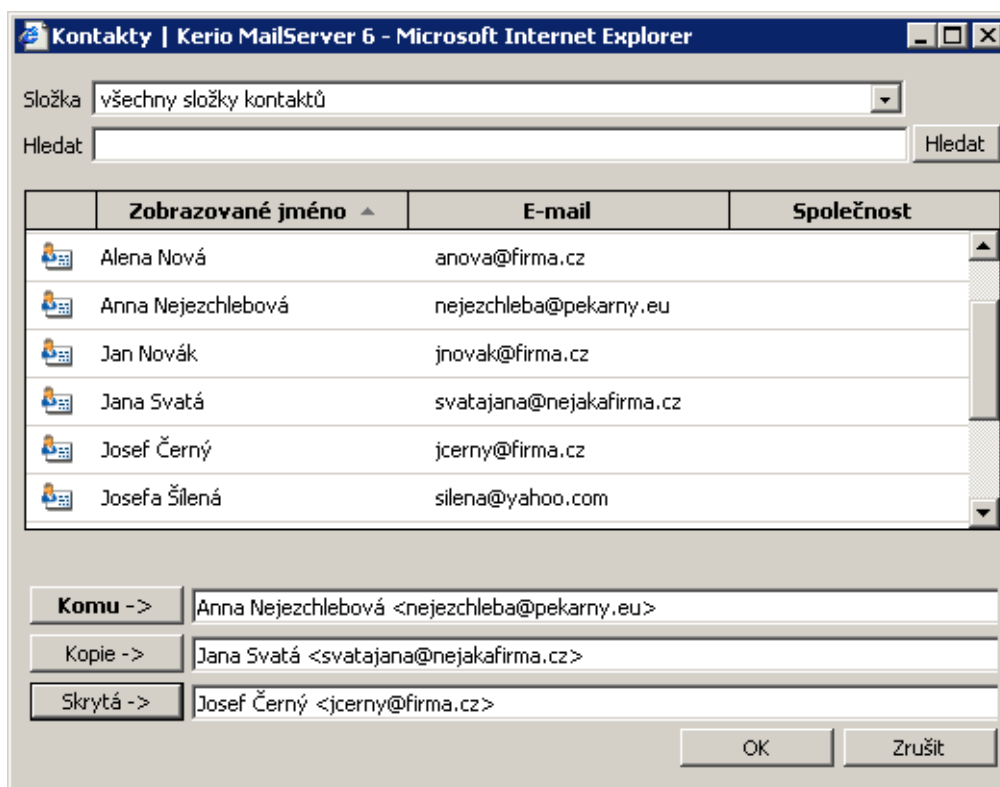 Kontakty | Kerio MailServer 6 - Microsoft Internet Explorer
Složka všechny složky kontaktů
Hledat Hledat
Zobrazované jméno E-mail Společnost
Alena Nová anova@firma.cz
Anna Nejezchlebová nejezchleba@pekarny.eu
Jan Novák jnovak@firma.cz
Jana Svatá svatajana@nejakafirma.cz
Josef Černý jcerny@firma.cz
Josefa Šílená silena@yahoo.com
Komu -> Anna Nejezchlebová <nejezchleba@pekarny.eu>
Kopie -> Jana Svatá <svatajana@nejakafirma.cz>
Skrytá -> Josef Černý <jcerny@firma.cz>
OK Zrušit